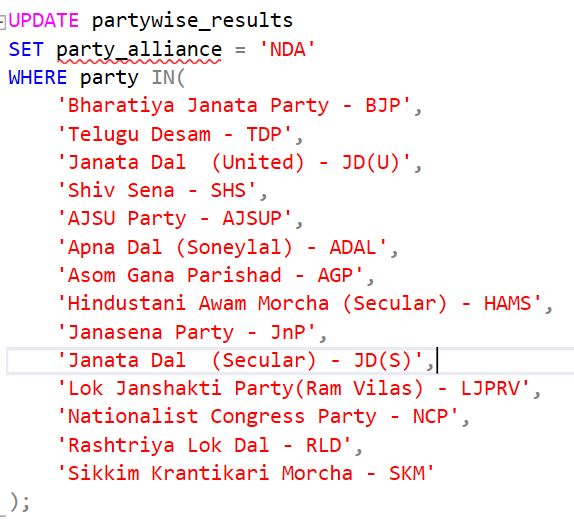 UPDATE partywise_results
SET party_alliance = 'NDA'
WHERE party IN(
    'Bharatiya Janata Party - BJP',
    'Telugu Desam - TDP',
    'Janata Dal  (United) - JD(U)',
    'Shiv Sena - SHS',
    'AJSU Party - AJSUP',
    'Apna Dal (Soneylal) - ADAL',
    'Asom Gana Parishad - AGP',
    'Hindustani Awam Morcha (Secular) - HAMS',
    'Janasena Party - JnP',
    'Janata Dal  (Secular) - JD(S)',
    'Lok Janshakti Party(Ram Vilas) - LJPRV',
    'Nationalist Congress Party - NCP',
    'Rashtriya Lok Dal - RLD',
    'Sikkim Krantikari Morcha - SKM'
);